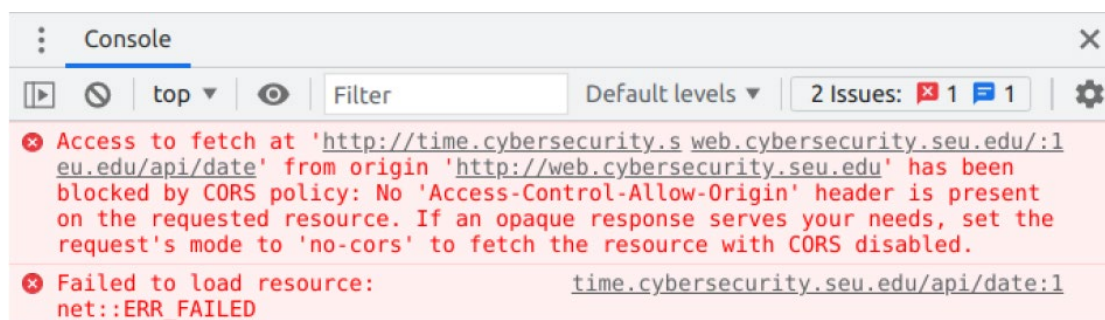 Console
top ▼ Filter Default levels ▼ 2 Issues: 1 1
Access to fetch at 'http://time.cybersecurity.s web.cybersecurity.seu.edu/:1
eu.edu/api/date' from origin 'http://web.cybersecurity.seu.edu' has been
blocked by CORS policy: No 'Access-Control-Allow-Origin' header is present
on the requested resource. If an opaque response serves your needs, set the
request's mode to 'no-cors' to fetch the resource with CORS disabled.
Failed to load resource: time.cybersecurity.seu.edu/api/date:1
net::ERR_FAILED